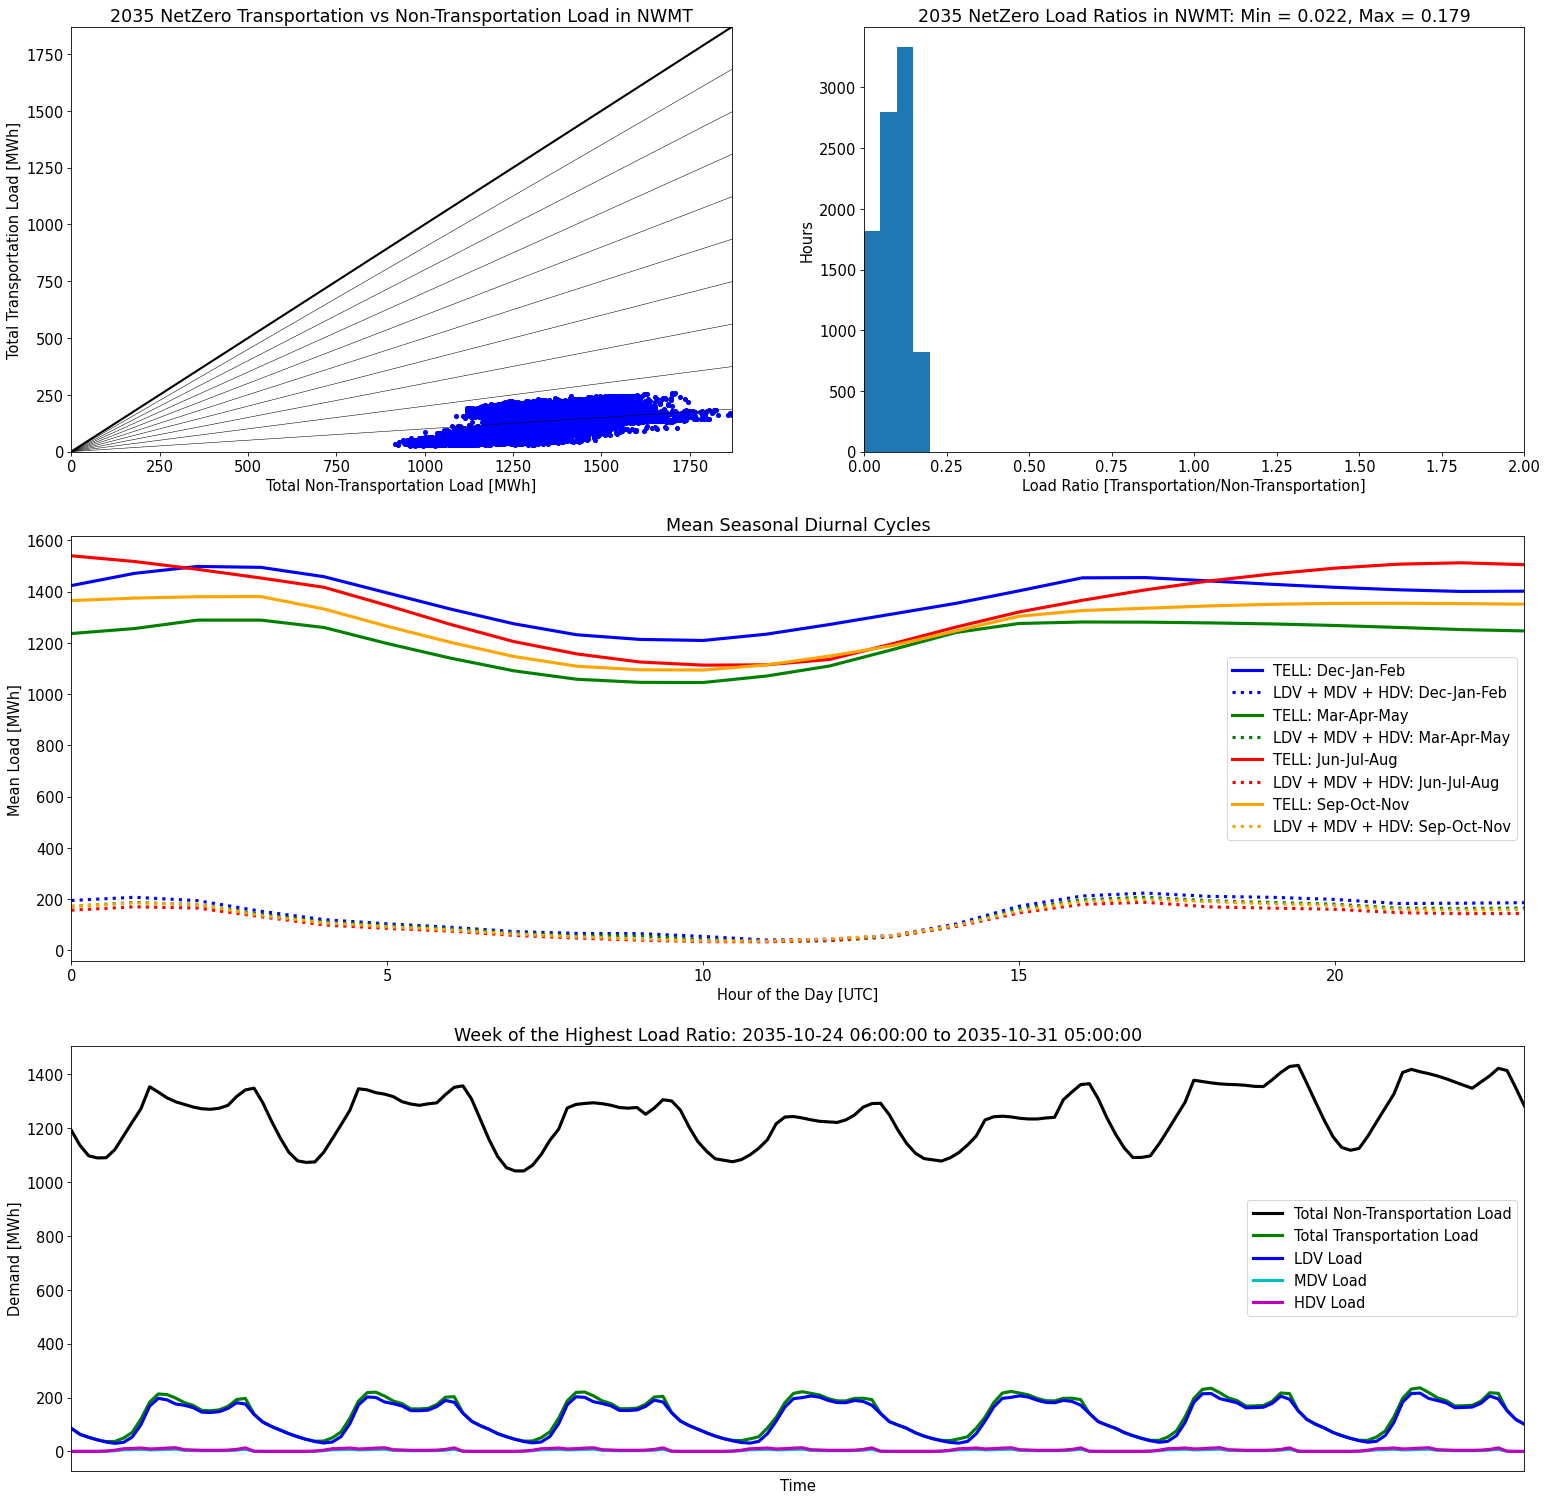 2035 NetZero Transportation vs Non-Transportation Load in NWMT
Total Transportation Load [MWh]
1750
1500
1250
1000
750
500
250
0
0 250 500 750 1000 1250 1500 1750
Total Non-Transportation Load [MWh]
2035 NetZero Load Ratios in NWMT: Min = 0.022, Max = 0.179
Hours
3000
2500
2000
1500
1000
500
0
0.00 0.25 0.50 0.75 1.00 1.25 1.50 1.75 2.00
Load Ratio [Transportation/Non-Transportation]
Mean Seasonal Diurnal Cycles
Mean Load [MWh]
1600
1400
1200
1000
800
600
400
200
0
TELL: Dec-Jan-Feb
LDV + MDV + HDV: Dec-Jan-Feb
TELL: Mar-Apr-May
LDV + MDV + HDV: Mar-Apr-May
TELL: Jun-Jul-Aug
LDV + MDV + HDV: Jun-Jul-Aug
TELL: Sep-Oct-Nov
LDV + MDV + HDV: Sep-Oct-Nov
0 5 10 15 20
Hour of the Day [UTC]
Week of the Highest Load Ratio: 2035-10-24 06:00:00 to 2035-10-31 05:00:00
Demand [MWh]
1400
1200
1000
800
600
400
200
0
Total Non-Transportation Load
Total Transportation Load
LDV Load
MDV Load
HDV Load
Time